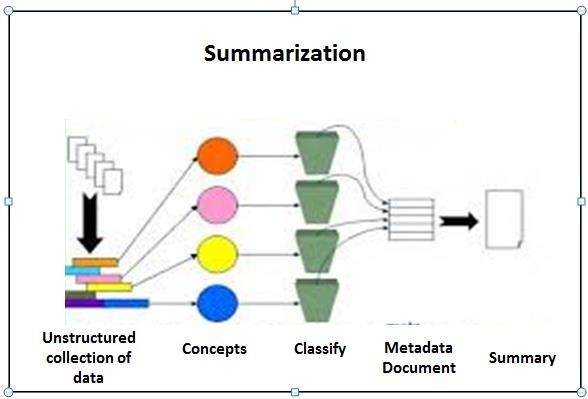 Summarization
Unstructured
collection of
data
Concepts
Classify
Metadata
Document
Summary